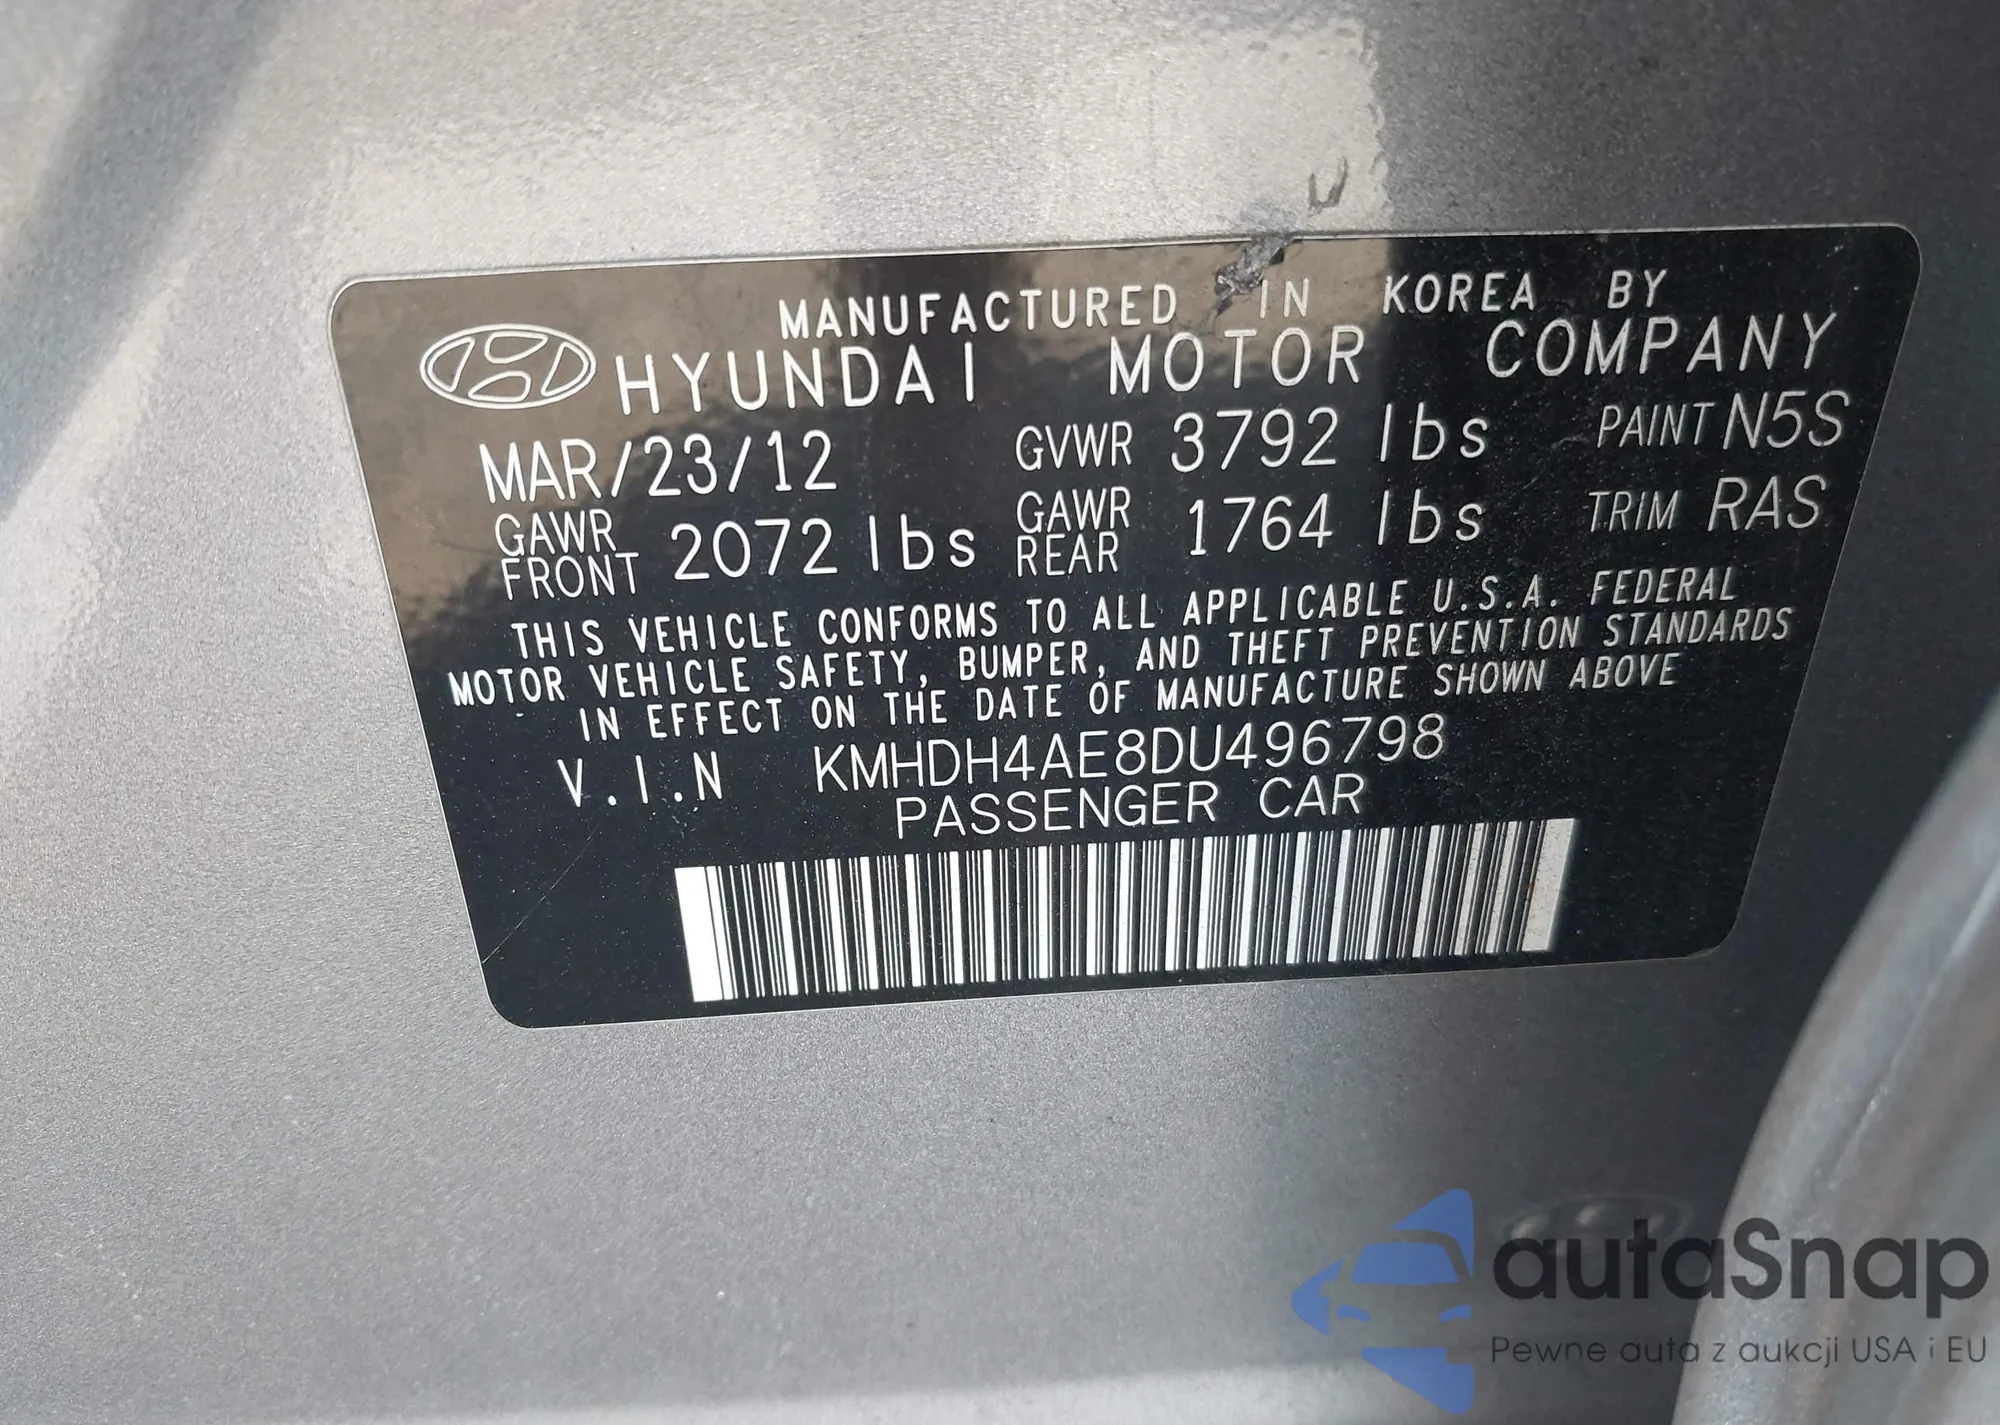 MANUFACTURED IN KOREA BY
HYUNDAI MOTOR COMPANY
MAR/23/12 GVWR 3792 lbs PAINT N5S
GAWR FRONT 2072 lbs GAWR REAR 1764 lbs TRIM RAS
THIS VEHICLE CONFORMS TO ALL APPLICABLE U.S.A. FEDERAL
MOTOR VEHICLE SAFETY, BUMPER, AND THEFT PREVENTION STANDARDS
IN EFFECT ON THE DATE OF MANUFACTURE SHOWN ABOVE
V.I.N KMHDH4AE8DU496798
PASSENGER CAR
autaSnap
Pewne auta z aukcji USA i EU